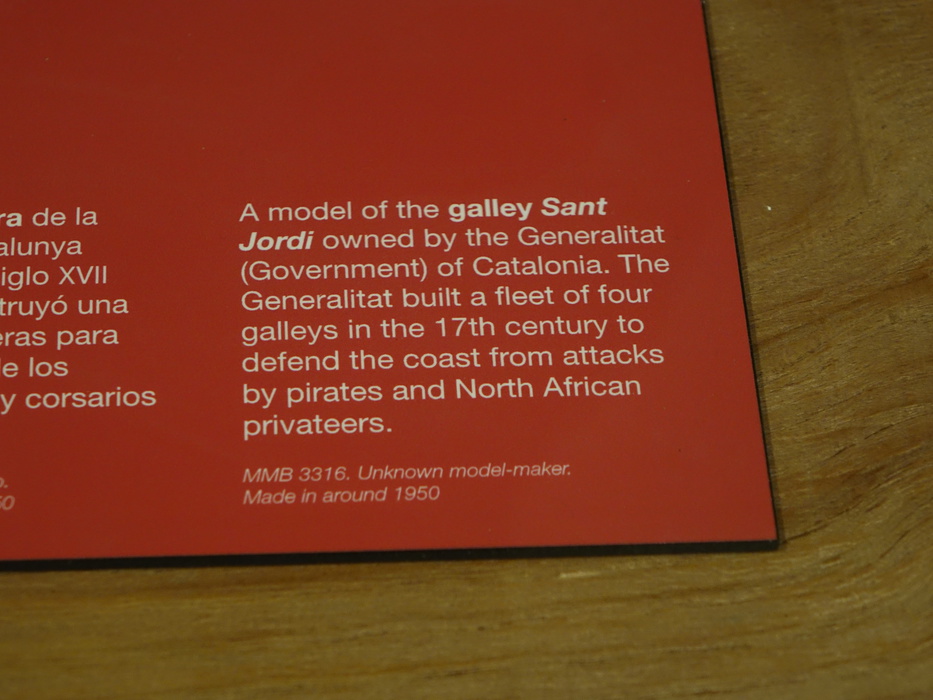 ra de la
alunya
iglo XVII
truyó una
eras para
e los
y corsarios
A model of the galley Sant
Jordi owned by the Generalitat
(Government) of Catalonia. The
Generalitat built a fleet of four
galleys in the 17th century to
defend the coast from attacks
by pirates and North African
privateers.
MMB 3316. Unknown model-maker.
Made in around 1950